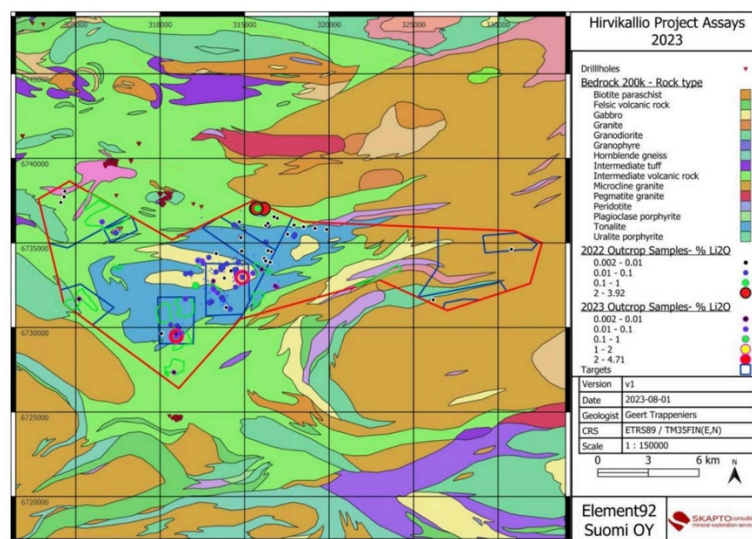 Hirvikallio Project Assays
2023
310000
315000
320000
6740000
6735000
6730000
6725000
6720000
Drillholes
Bedrock 200k - Rock type
Biotite paraschist
Felsic volcanic rock
Gabbro
Granite
Granodiorite
Granophyre
Hornblende gneiss
Intermediate tuff
Intermediate volcanic rock
Microcline granite
Pegmatite granite
Peridotite
Plagioclase porphyrite
Tonalite
Uralite porphyrite
2022 Outcrop Samples- % Li2O
0.002 - 0.01
0.01 - 0.1
0.1 - 1
2 - 3.92
2023 Outcrop Samples- % Li2O
0.002 - 0.01
0.01 - 0.1
0.1 - 1
1 - 2
2 - 4.71
Targets
Version v1
Date 2023-08-01
Geologist Geert Trappeniers
CRS ETRS89 / TM35FIN(E,N)
Scale 1 : 150000
0 3 6 km
N
Element92
Suomi OY
SKAPTO consulting
mineral exploration services